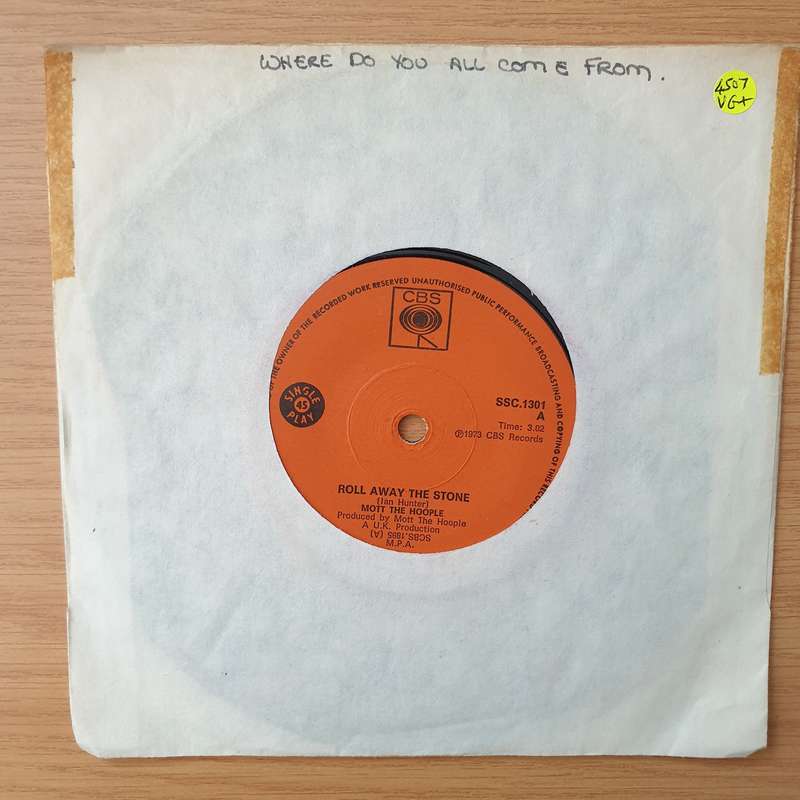 WHERE DO YOU ALL COME FROM.
4507
VG+
OF THE OWNER OF THE RECORDED WORK RESERVED UNAUTHORISED PUBLIC PERFORMANCE BROADCASTING AND COPYING OF THIS RECORD
CBS
SINGLE
45
PLAY
SSC.1301
A
Time: 3.02
℗1973 CBS Records
ROLL AWAY THE STONE
(Ian Hunter)
MOTT THE HOOPLE
Produced by Mott The Hoople
A U.K. Production
SCBS.1895 (A)
M.P.A.